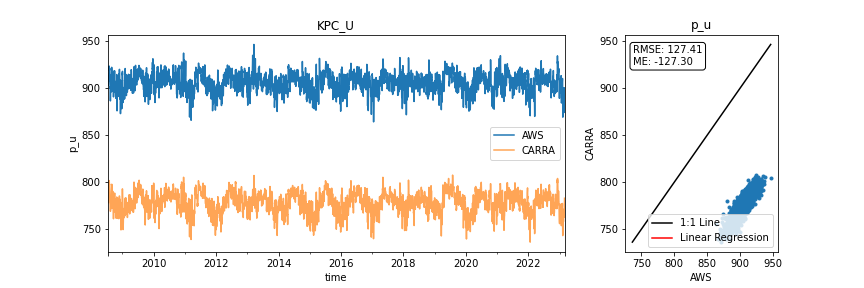 KPC_U
p_u
950
900
850
800
750
p_u
AWS
CARRA
2010
2012
2014
2016
2018
2020
2022
time
950
900
850
800
750
CARRA
RMSE: 127.41
ME: -127.30
1:1 Line
Linear Regression
750
800
850
900
950
AWS